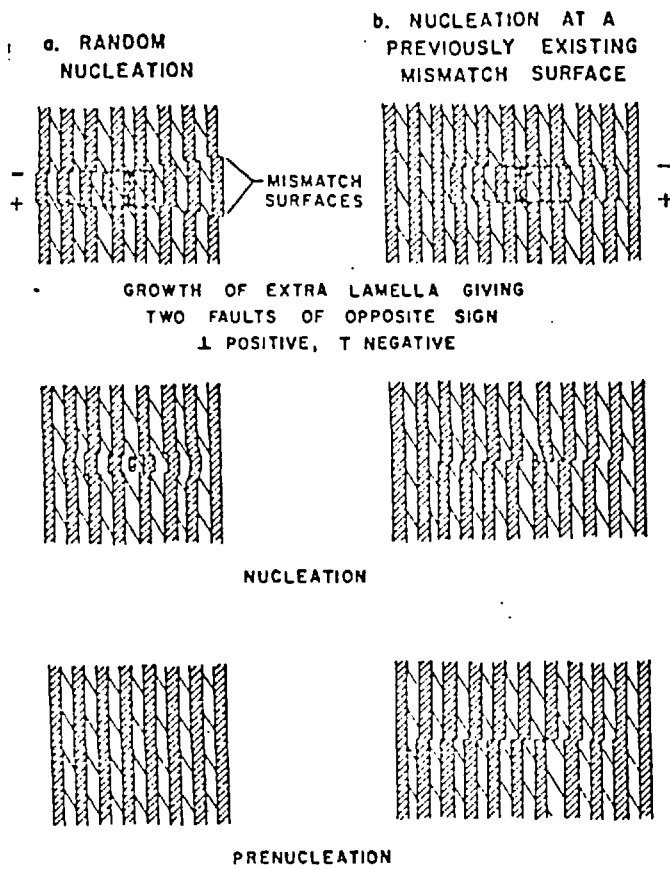 a. RANDOM
NUCLEATION
b. NUCLEATION AT A
PREVIOUSLY EXISTING
MISMATCH SURFACE
−
+
MISMATCH
SURFACES
−
+
GROWTH OF EXTRA LAMELLA GIVING
TWO FAULTS OF OPPOSITE SIGN
⊥ POSITIVE, T NEGATIVE
NUCLEATION
PRENUCLEATION